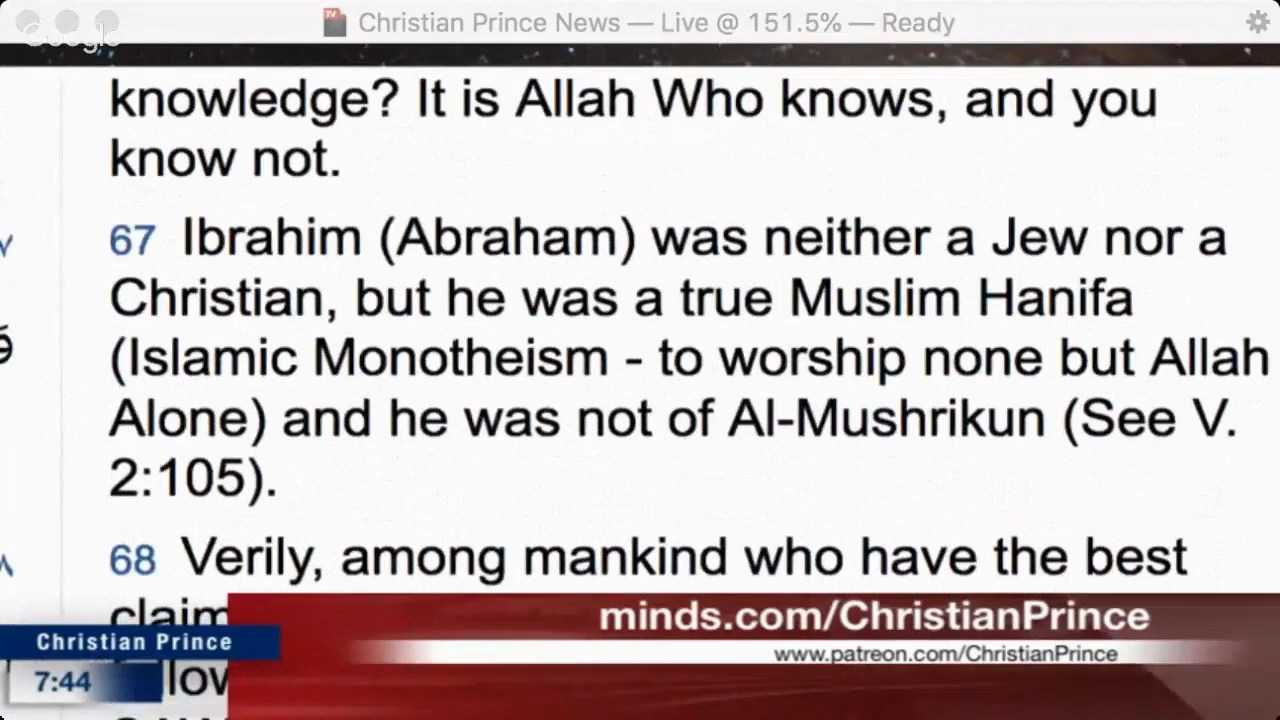 Christian Prince News — Live @ 151.5% — Ready
Google
knowledge? It is Allah Who knows, and you
know not.
67 Ibrahim (Abraham) was neither a Jew nor a
Christian, but he was a true Muslim Hanifa
(Islamic Monotheism - to worship none but Allah
Alone) and he was not of Al-Mushrikun (See V.
2:105).
68 Verily, among mankind who have the best
claim
minds.com/ChristianPrince
Christian Prince
www.patreon.com/ChristianPrince
7:44